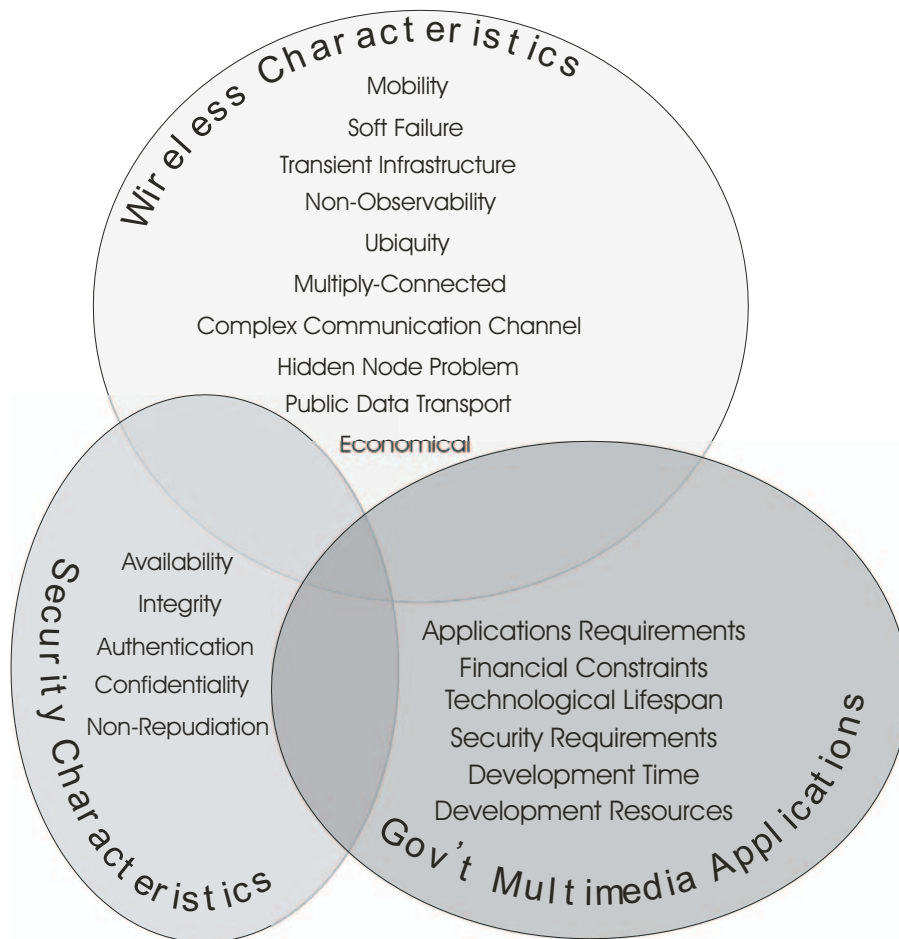 Wireless Characteristics
Mobility
Soft Failure
Transient Infrastructure
Non-Observability
Ubiquity
Multiply-Connected
Complex Communication Channel
Hidden Node Problem
Public Data Transport
Economical
Security Characteristics
Availability
Integrity
Authentication
Confidentiality
Non-Repudiation
Applications Requirements
Financial Constraints
Technological Lifespan
Security Requirements
Development Time
Development Resources
Gov't Multimedia Applications